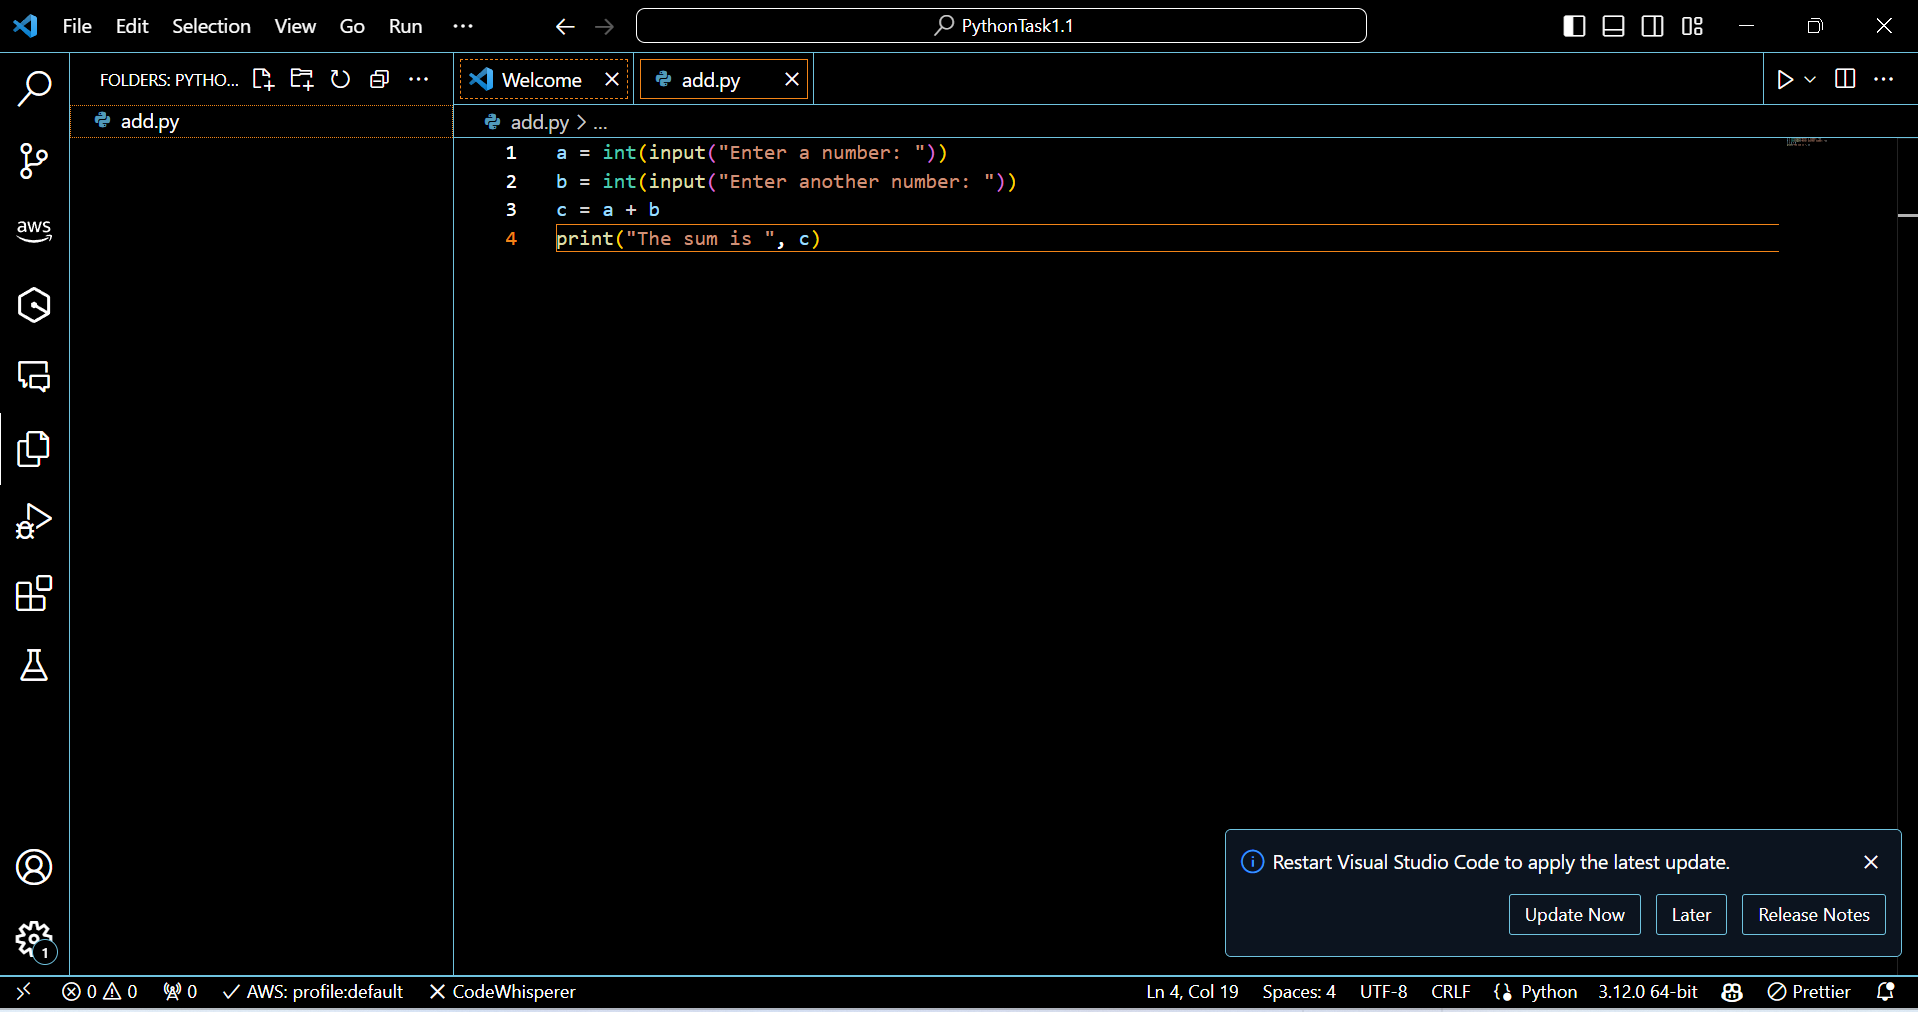 File Edit Selection View Go Run ··· PythonTask1.1
FOLDERS: PYTHO... Welcome add.py
add.py
add.py > ...
1 a = int(input("Enter a number: "))
2 b = int(input("Enter another number: "))
3 c = a + b
4 print("The sum is ", c)
aws
Restart Visual Studio Code to apply the latest update.
Update Now Later Release Notes
1
0 0 0 AWS: profile:default CodeWhisperer Ln 4, Col 19 Spaces: 4 UTF-8 CRLF Python 3.12.0 64-bit Prettier